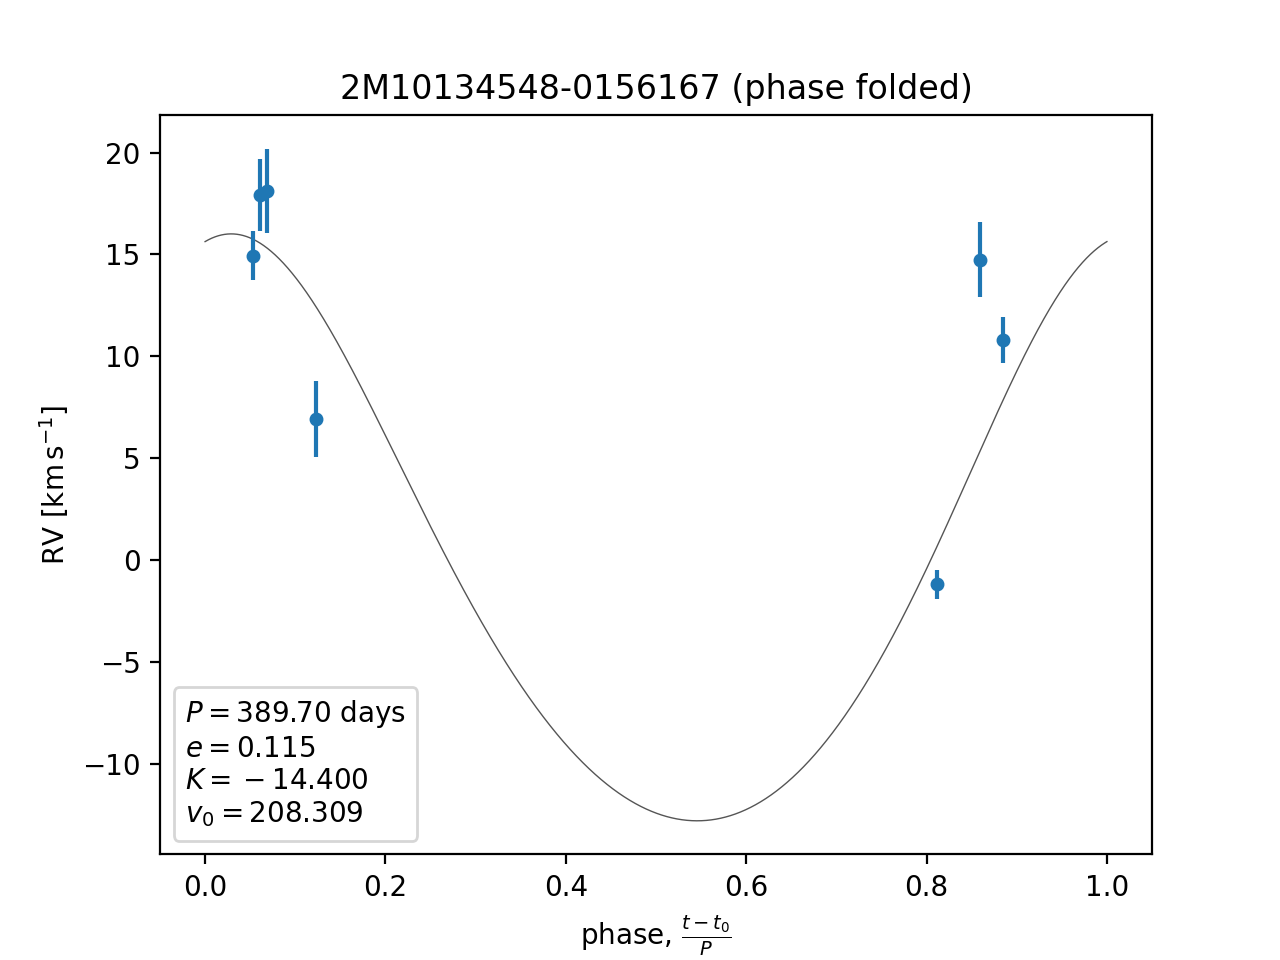 2M10134548-0156167 (phase folded)
RV [km s⁻¹]
20
15
10
5
0
−5
−10
P = 389.70 days
e = 0.115
K = −14.400
v₀ = 208.309
0.0 0.2 0.4 0.6 0.8 1.0
phase, (t − t₀)/P